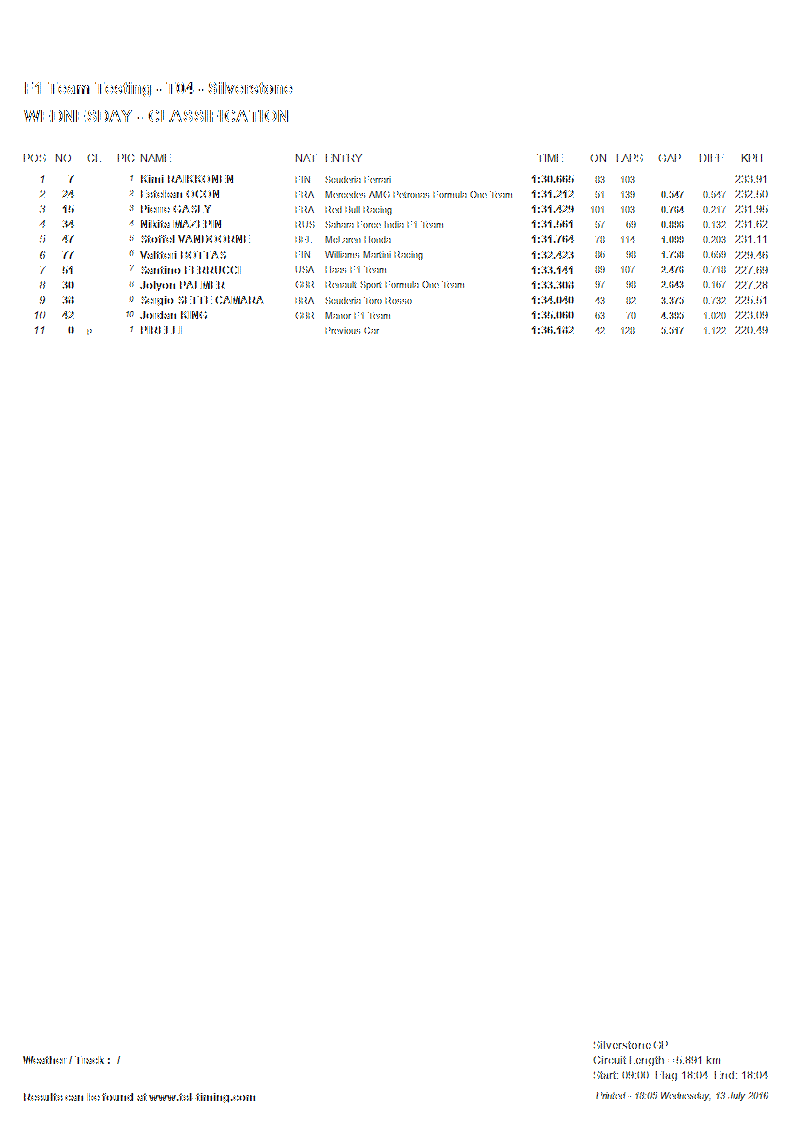 F1 Team Testing - T04 - Silverstone
WEDNESDAY - CLASSIFICATION
POS NO CL PIC NAME NAT ENTRY TIME ON LAPS GAP DIFF KPH
1 7 1 Kimi RAIKKONEN FIN Scuderia Ferrari 1:30.665 83 103 233.91
2 24 2 Esteban OCON FRA Mercedes AMG Petronas Formula One Team 1:31.212 51 139 0.547 0.547 232.50
3 15 3 Pierre GASLY FRA Red Bull Racing 1:31.429 101 103 0.764 0.217 231.95
4 34 4 Nikita MAZEPIN RUS Sahara Force India F1 Team 1:31.561 67 69 0.896 0.132 231.62
5 47 5 Stoffel VANDOORNE BEL McLaren Honda 1:31.764 78 114 1.099 0.203 231.11
6 77 6 Valtteri BOTTAS FIN Williams Martini Racing 1:32.423 86 98 1.758 0.659 229.46
7 51 7 Santino FERRUCCI USA Haas F1 Team 1:33.141 89 107 2.476 0.718 227.69
8 30 8 Jolyon PALMER GBR Renault Sport Formula One Team 1:33.308 97 98 2.643 0.167 227.28
9 38 9 Sergio SETTE CAMARA BRA Scuderia Toro Rosso 1:34.040 43 82 3.375 0.732 225.51
10 42 10 Jordan KING GBR Manor F1 Team 1:35.060 63 70 4.395 1.020 223.09
11 0 P 1 PIRELLI Previous Car 1:36.182 42 128 5.517 1.122 220.49
Silverstone GP
Weather / Track : /
Circuit Length = 5.891 km
Start: 09:00 Flag 18:04 End: 18:04
Results can be found at www.tsl-timing.com
Printed - 18:05 Wednesday, 13 July 2016